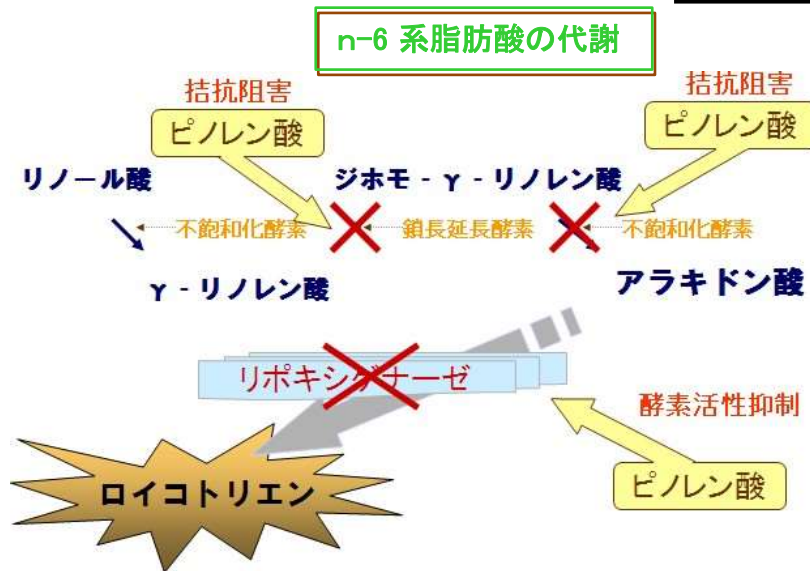 n-6 系脂肪酸の代謝
拮抗阻害
拮抗阻害
ピノレン酸
ピノレン酸
リノール酸
ジホモ - γ - リノレン酸
不飽和化酵素
鎖長延長酵素
不飽和化酵素
γ - リノレン酸
アラキドン酸
リポキシゲナーゼ
酵素活性抑制
ロイコトリエン
ピノレン酸